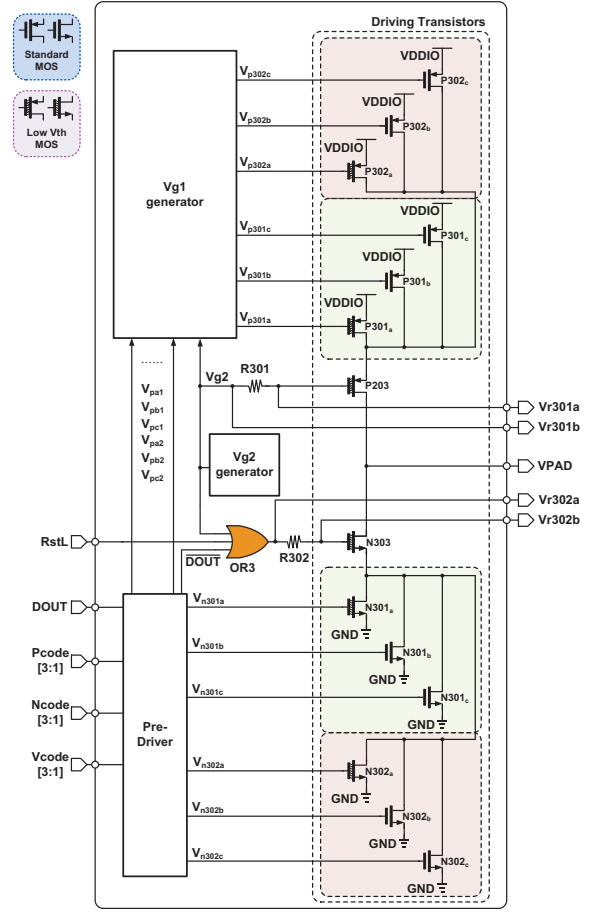 Driving Transistors
Standard
MOS
Low Vth
MOS
Vg1
generator
Vp302c
Vp302b
Vp302a
Vp301c
Vp301b
Vp301a
VDDIO
P302c
VDDIO
P302b
VDDIO
P302a
VDDIO
P301c
VDDIO
P301b
VDDIO
P301a
......
Vpa1
Vpb1
Vpc1
Vpa2
Vpb2
Vpc2
Vg2
R301
P203
Vr301a
Vr301b
Vg2
generator
VPAD
Vr302a
Vr302b
RstL
DOUT
OR3
R302
N303
DOUT
Pcode
[3:1]
Ncode
[3:1]
Vcode
[3:1]
Pre-
Driver
Vn301a
Vn301b
Vn301c
Vn302a
Vn302b
Vn302c
N301a
GND
N301b
GND
N301c
GND
N302a
GND
N302b
GND
N302c
GND